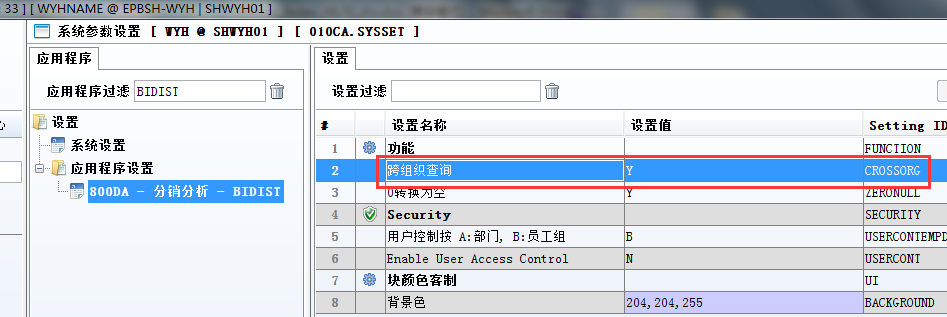 33 ] [ WYHNAME @ EPBSH-WYH | SHWYH01 ]
系统参数设置 [ WYH @ SHWYH01 ] [ 010CA.SYSSET ]
应用程序
设置
应用程序过滤 BIDIST
设置过滤
# 设置名称 设置值 Setting ID
设置
系统设置
应用程序设置
800DA - 分销分析 - BIDIST
1 功能 FUNCTION
2 跨组织查询 Y CROSSORG
3 0转换为空 Y ZERONULL
4 Security SECURITY
5 用户控制按 A:部门, B:员工组 B USERCONTEMPD
6 Enable User Access Control N USERCONT
7 块颜色客制 UI
8 背景色 204,204,255 BACKGROUND